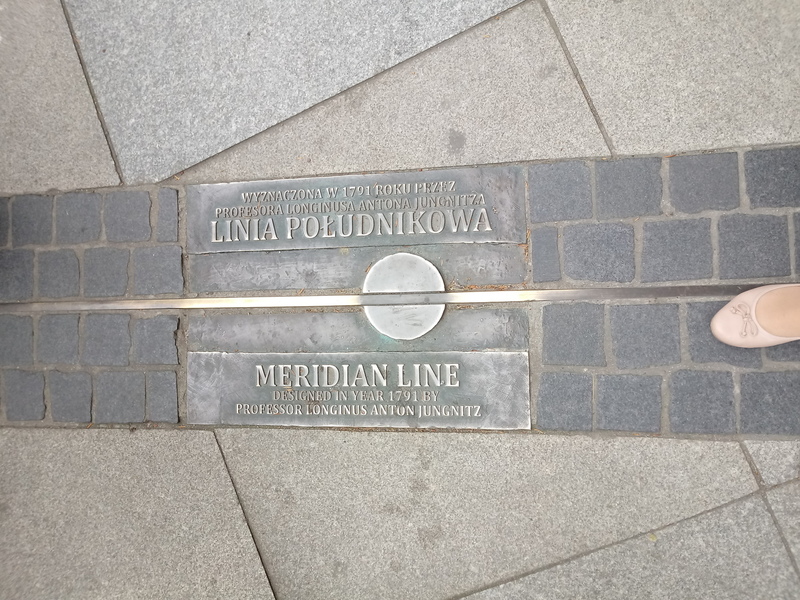 WYZNACZONA W 1791 ROKU PRZEZ
PROFESORA LONGINUSA ANTONA JUNGNITZA
LINIA POŁUDNIKOWA
MERIDIAN LINE
DESIGNED IN YEAR 1791 BY
PROFESSOR LONGINUS ANTON JUNGNITZ